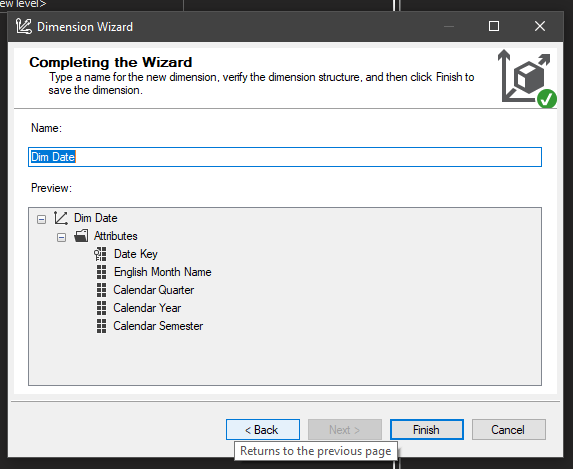 ew level>
Dimension Wizard
Completing the Wizard
Type a name for the new dimension, verify the dimension structure, and then click Finish to
save the dimension.
Name:
Dim Date
Preview:
Dim Date
Attributes
Date Key
English Month Name
Calendar Quarter
Calendar Year
Calendar Semester
< Back
Next >
Finish
Cancel
Returns to the previous page